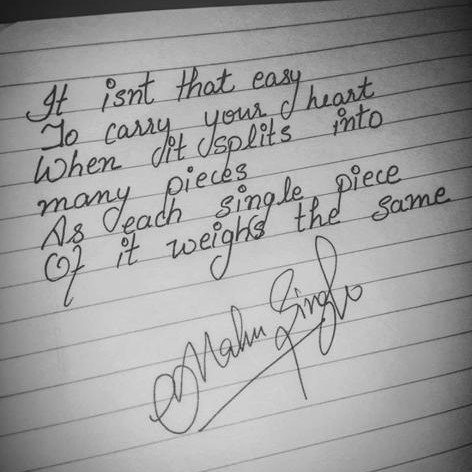 It isnt that easy
To carry your heart
When it splits into
many pieces
As each single piece
Of it weighs the same
Mahu Singh